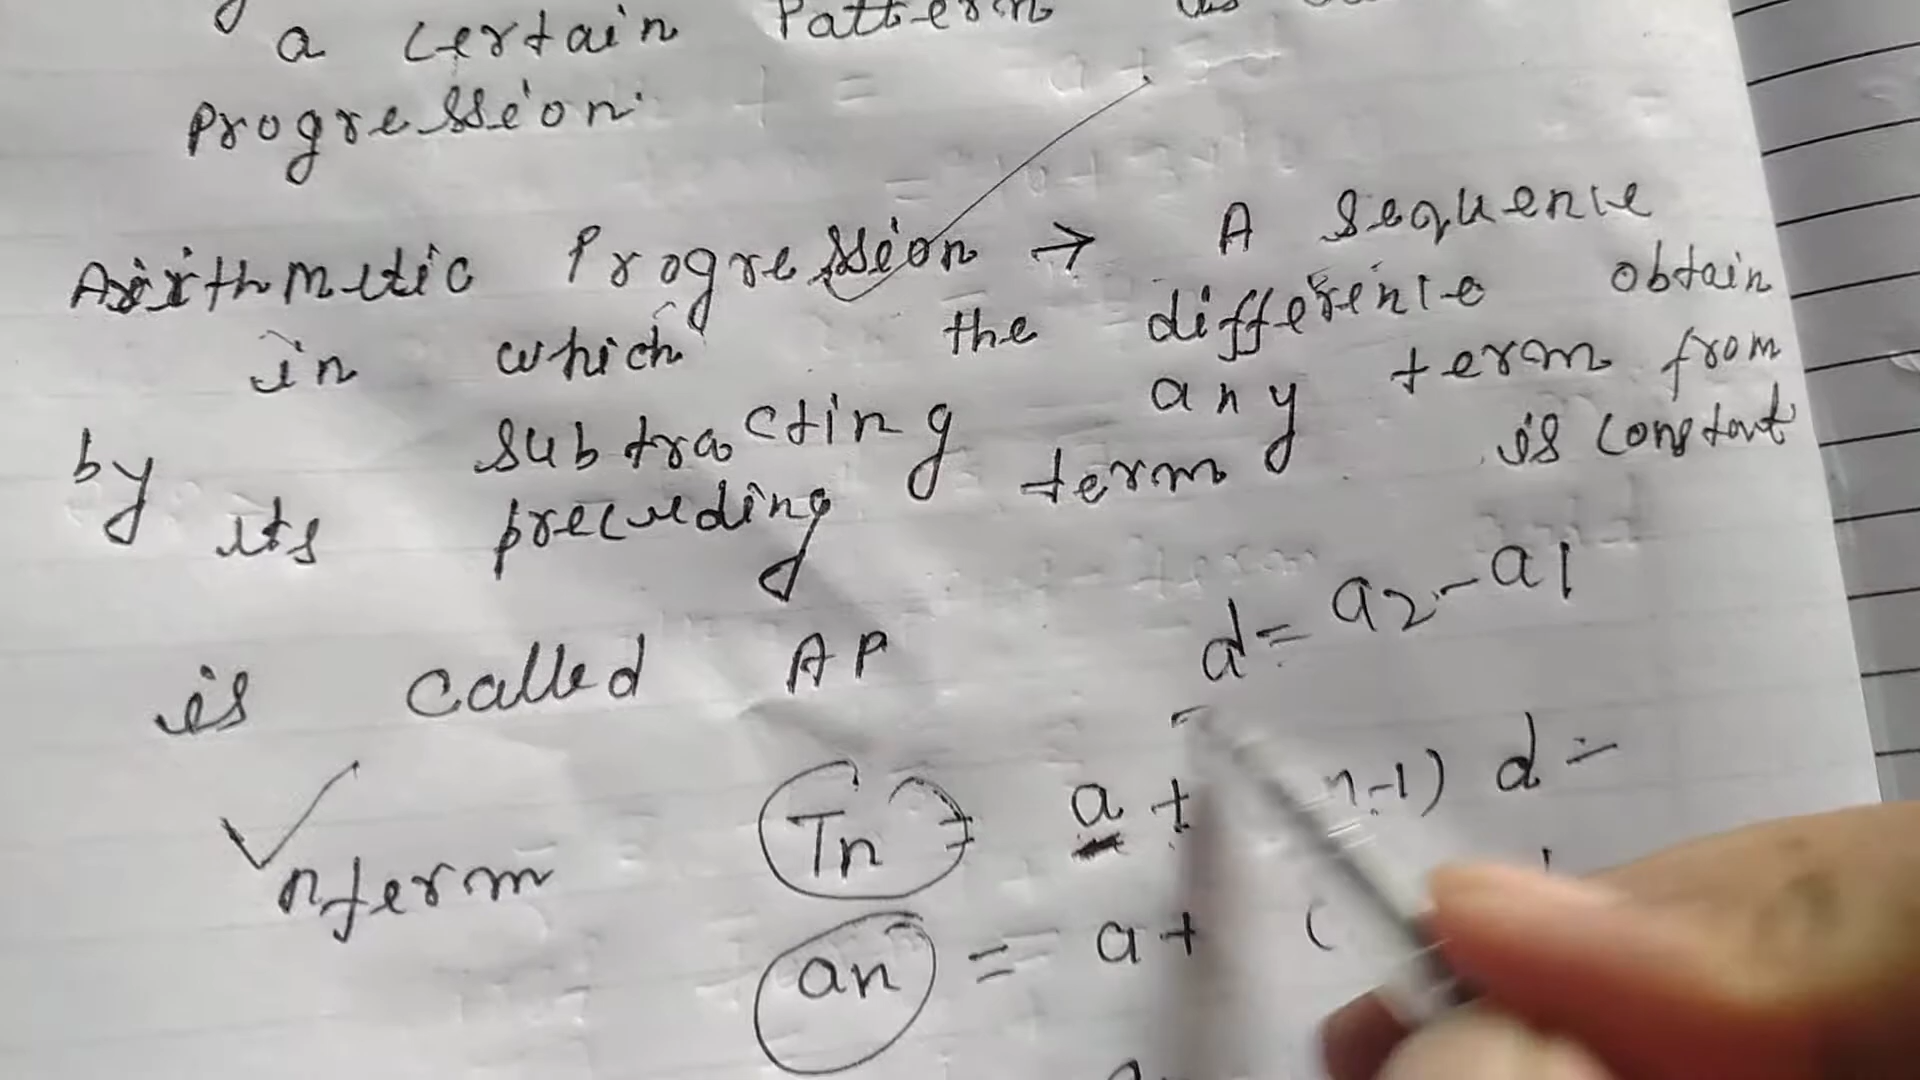 a certain Pattern
Progression.
Arithmetic Progression → A sequence
in which the difference obtain
by subtracting any term from
its preceding term is constant
is called AP
d = a2 - a1
nterm Tn = a + n-1) d =
an = a + (